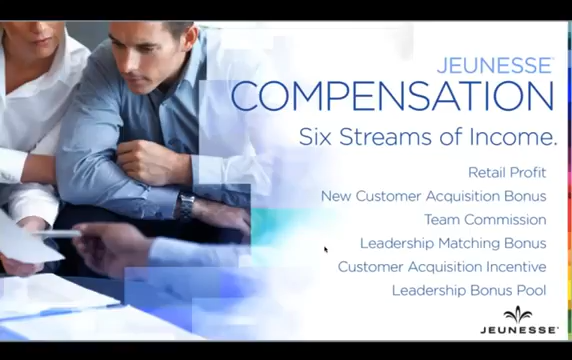 JEUNESSE
COMPENSATION
Six Streams of Income.
Retail Profit
New Customer Acquisition Bonus
Team Commission
Leadership Matching Bonus
Customer Acquisition Incentive
Leadership Bonus Pool
JEUNESSE